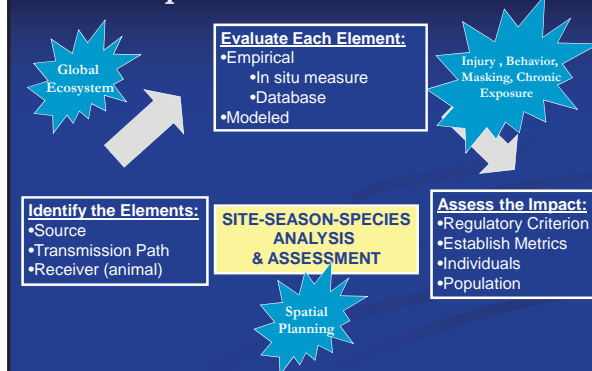 Evaluate Each Element:
•Empirical
•In situ measure
•Database
•Modeled
Global
Ecosystem
Injury , Behavior,
Masking, Chronic
Exposure
Identify the Elements:
•Source
•Transmission Path
•Receiver (animal)
SITE-SEASON-SPECIES
ANALYSIS
& ASSESSMENT
Assess the Impact:
•Regulatory Criterion
•Establish Metrics
•Individuals
•Population
Spatial
Planning